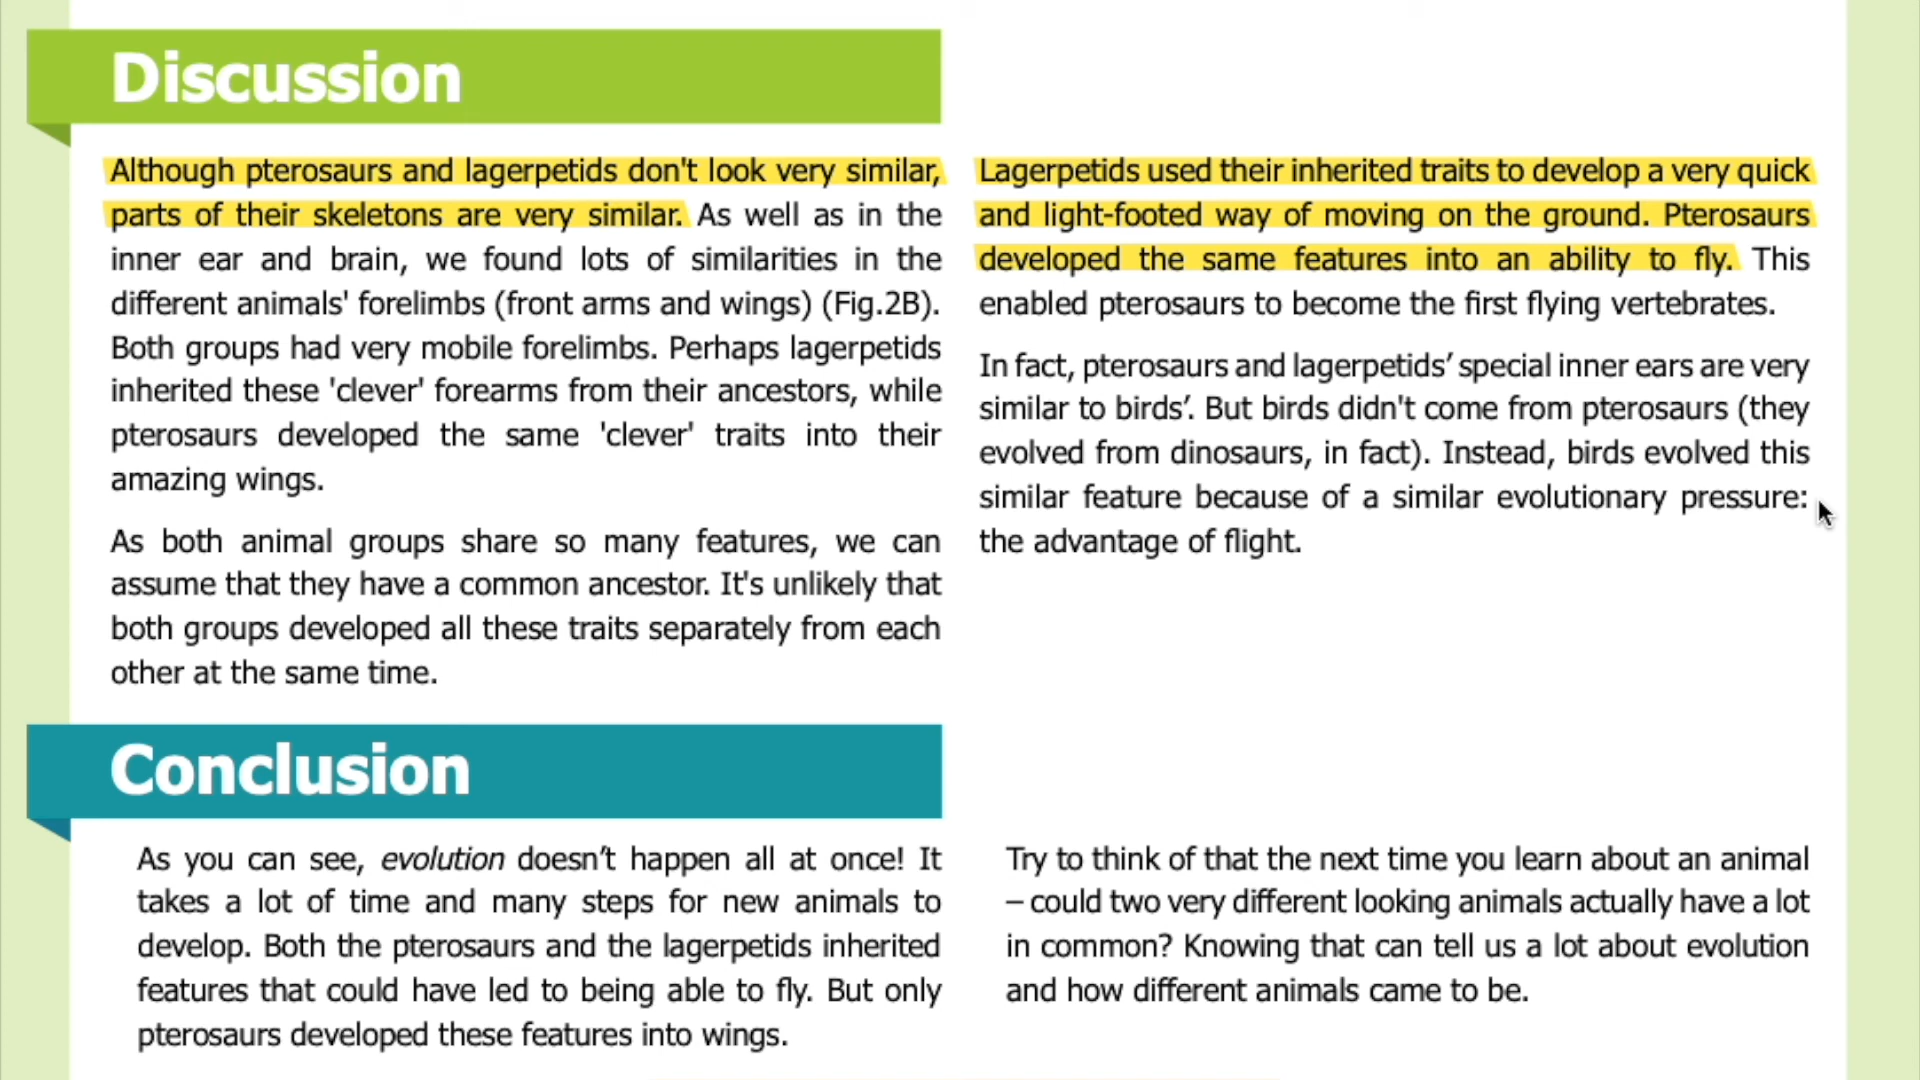 Discussion
Although pterosaurs and lagerpetids don't look very similar,
parts of their skeletons are very similar. As well as in the
inner ear and brain, we found lots of similarities in the
different animals' forelimbs (front arms and wings) (Fig.2B).
Both groups had very mobile forelimbs. Perhaps lagerpetids
inherited these 'clever' forearms from their ancestors, while
pterosaurs developed the same 'clever' traits into their
amazing wings.
As both animal groups share so many features, we can
assume that they have a common ancestor. It's unlikely that
both groups developed all these traits separately from each
other at the same time.
Lagerpetids used their inherited traits to develop a very quick
and light-footed way of moving on the ground. Pterosaurs
developed the same features into an ability to fly. This
enabled pterosaurs to become the first flying vertebrates.
In fact, pterosaurs and lagerpetids’ special inner ears are very
similar to birds’. But birds didn't come from pterosaurs (they
evolved from dinosaurs, in fact). Instead, birds evolved this
similar feature because of a similar evolutionary pressure:
the advantage of flight.
Conclusion
As you can see, evolution doesn’t happen all at once! It
takes a lot of time and many steps for new animals to
develop. Both the pterosaurs and the lagerpetids inherited
features that could have led to being able to fly. But only
pterosaurs developed these features into wings.
Try to think of that the next time you learn about an animal
– could two very different looking animals actually have a lot
in common? Knowing that can tell us a lot about evolution
and how different animals came to be.